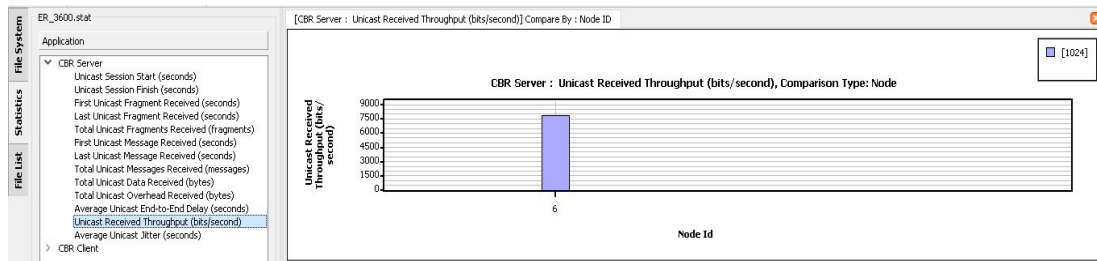 File System
Statistics
File List
ER_3600.stat
Application
CBR Server
Unicast Session Start (seconds)
Unicast Session Finish (seconds)
First Unicast Fragment Received (seconds)
Last Unicast Fragment Received (seconds)
Total Unicast Fragments Received (fragments)
First Unicast Message Received (seconds)
Last Unicast Message Received (seconds)
Total Unicast Messages Received (messages)
Total Unicast Data Received (bytes)
Total Unicast Overhead Received (bytes)
Average Unicast End-to-End Delay (seconds)
Unicast Received Throughput (bits/second)
Average Unicast Jitter (seconds)
CBR Client
[CBR Server : Unicast Received Throughput (bits/second)] Compare By : Node ID
[1024]
CBR Server : Unicast Received Throughput (bits/second), Comparison Type: Node
Unicast Received
Throughput (bits/
second)
9000
7500
6000
4500
3000
1500
0
6
Node Id